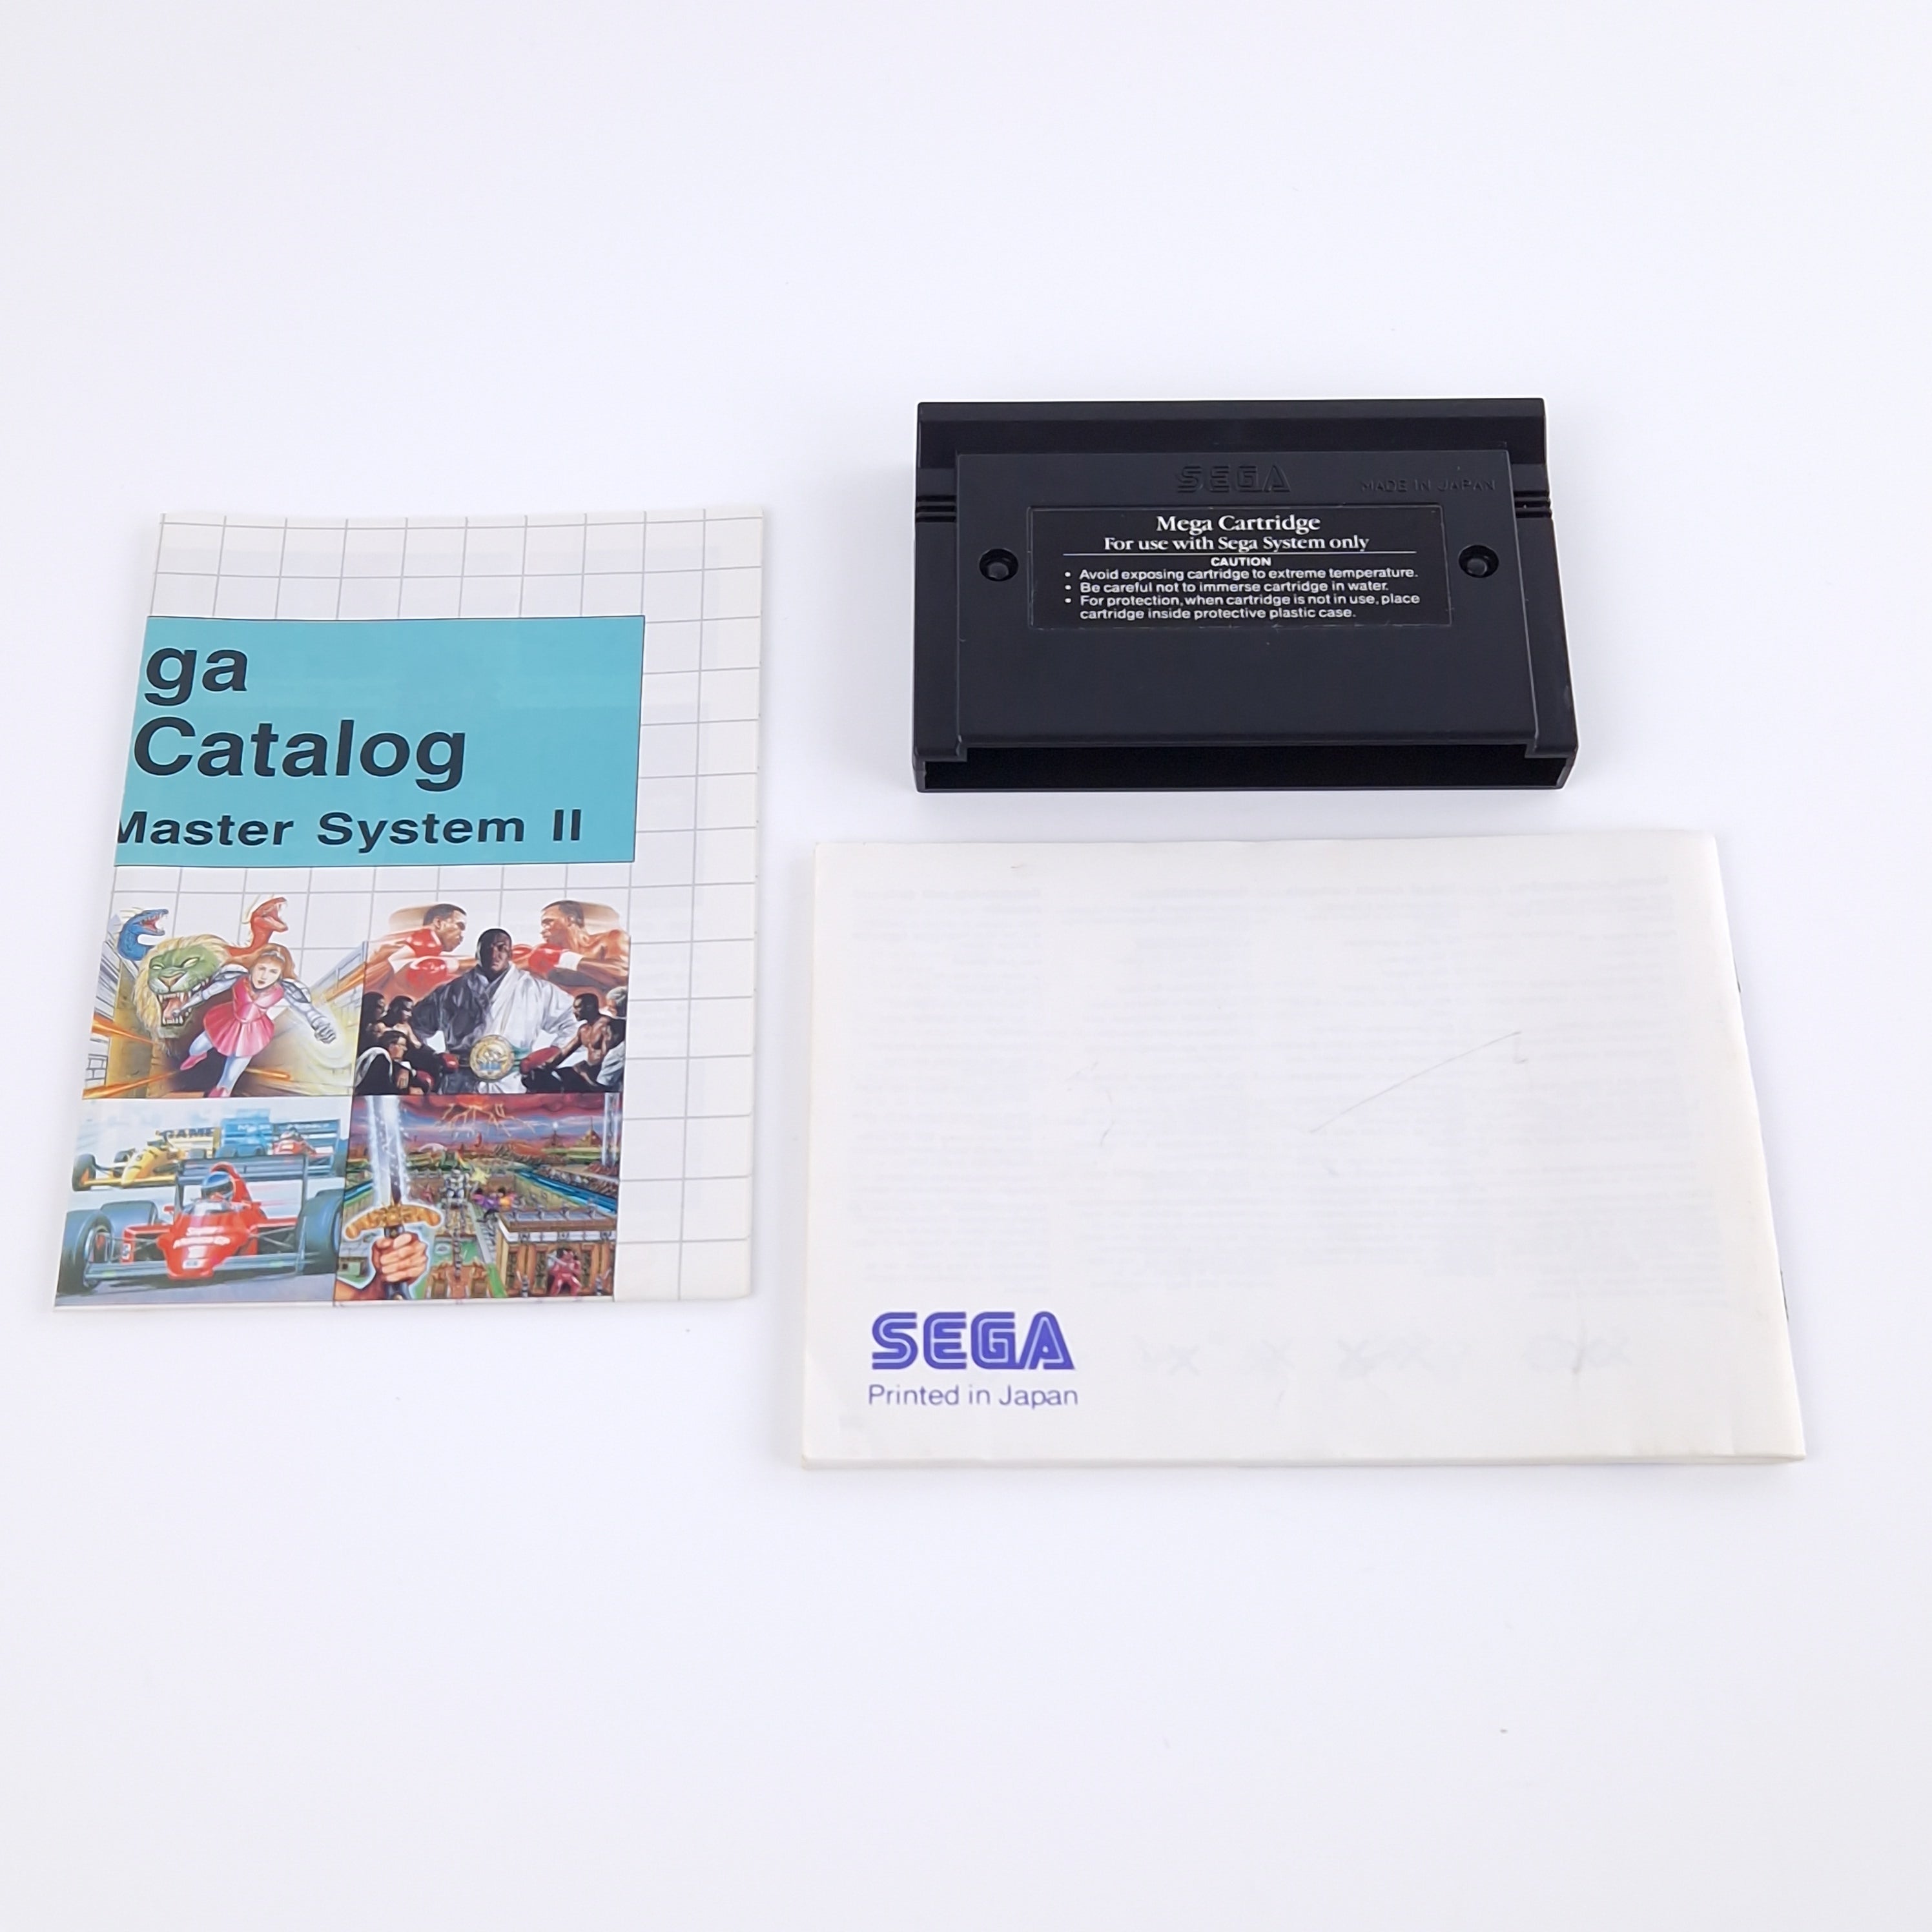 ga
Catalog
Master System II
GAME
SEGA
MADE IN JAPAN
Mega Cartridge
For use with Sega System only
CAUTION
• Avoid exposing cartridge to extreme temperature.
• Be careful not to immerse cartridge in water.
• For protection, when cartridge is not in use, place
cartridge inside protective plastic case.
SEGA
Printed in Japan